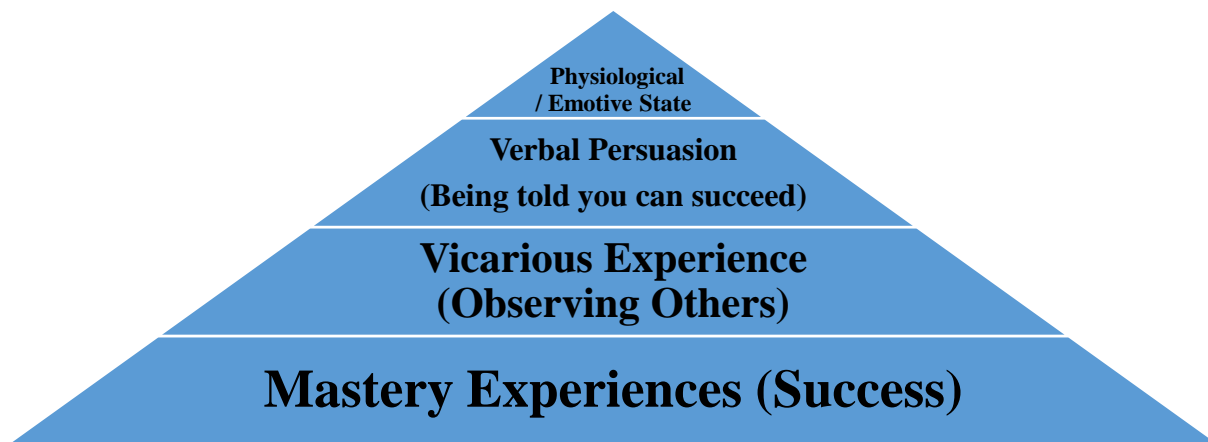 Physiological
/ Emotive State
Verbal Persuasion
(Being told you can succeed)
Vicarious Experience
(Observing Others)
Mastery Experiences (Success)